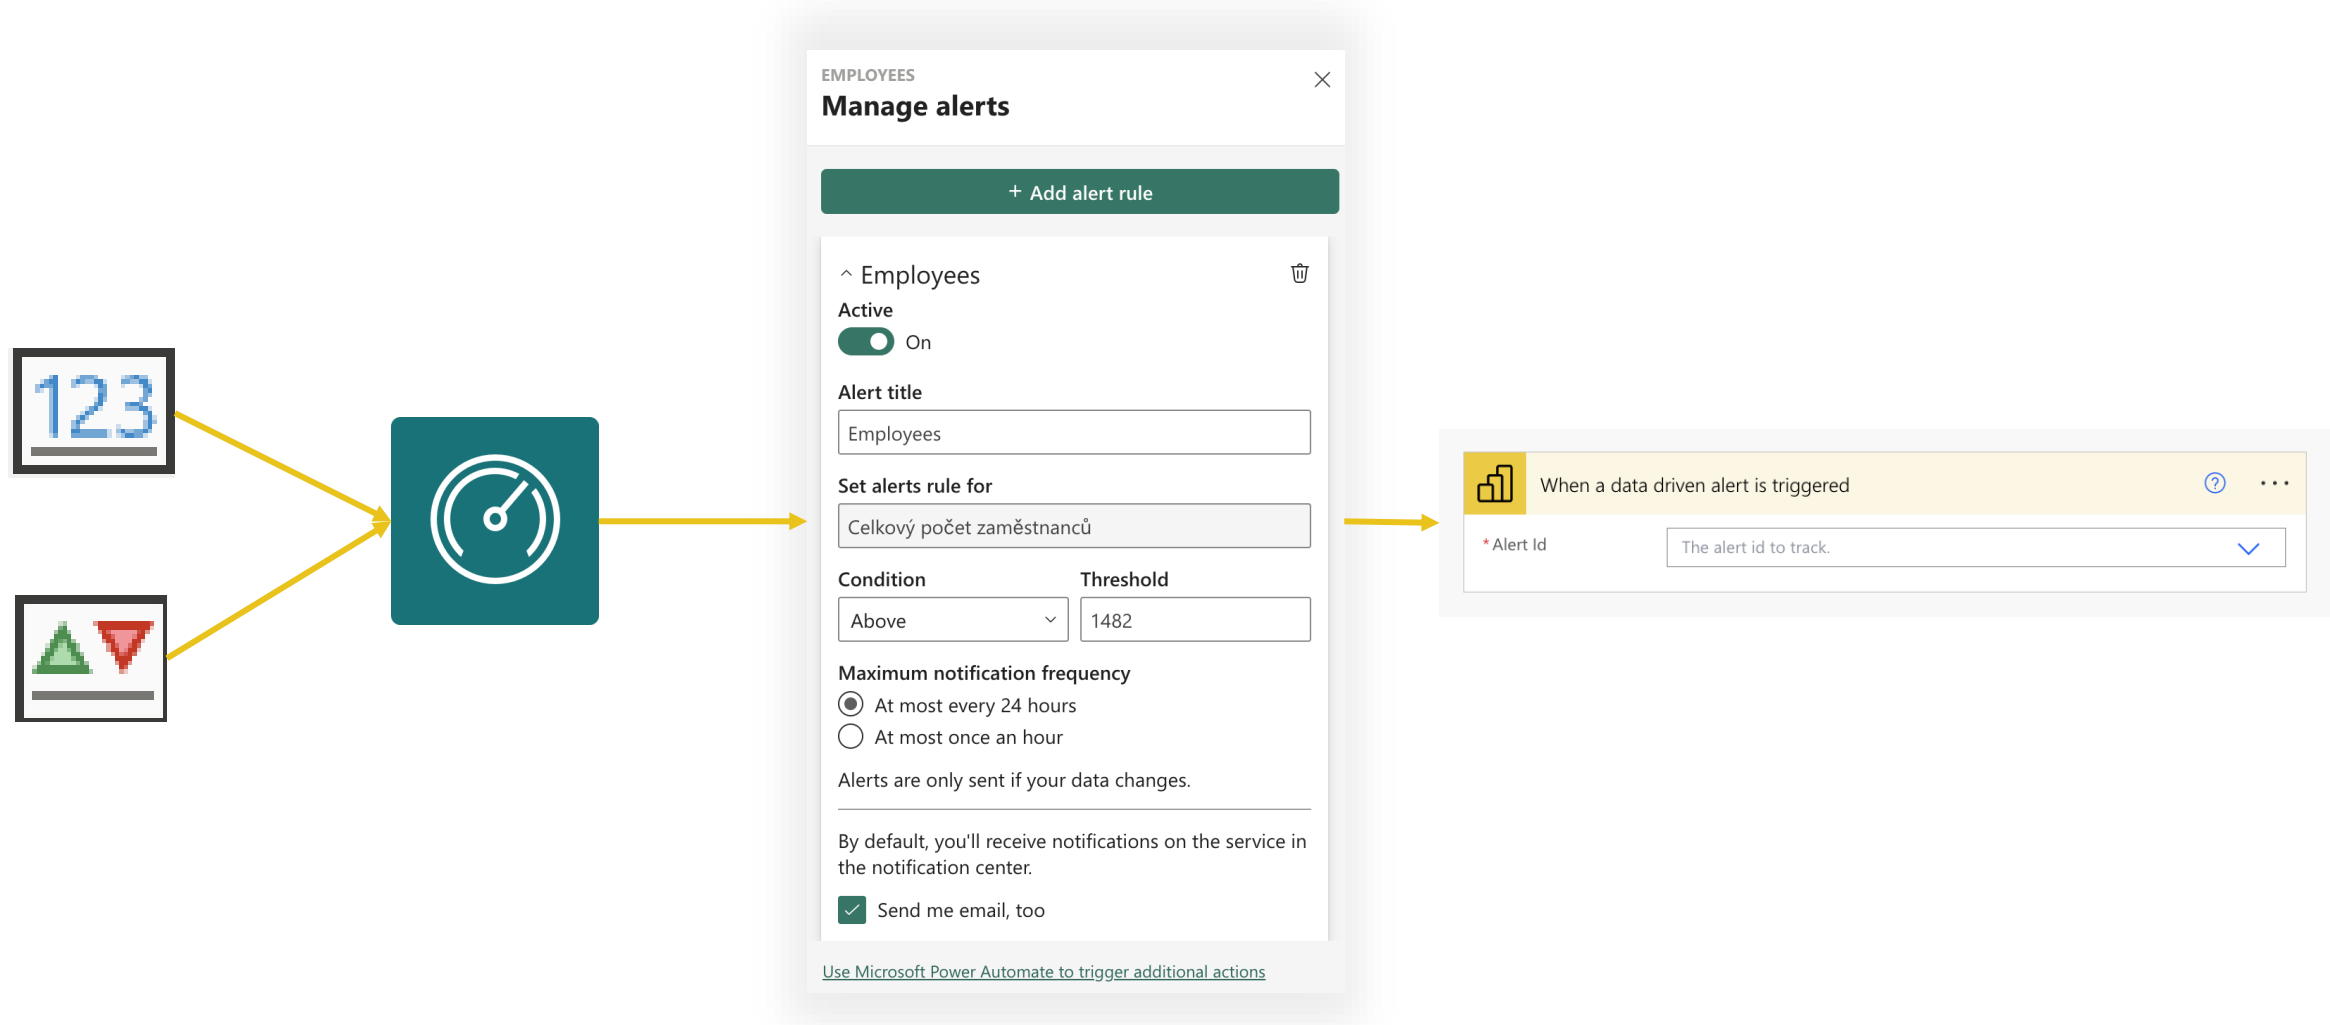 123
EMPLOYEES
Manage alerts
+ Add alert rule
Employees
Active
On
Alert title
Employees
Set alerts rule for
Celkový počet zaměstnanců
Condition
Threshold
Above
1482
Maximum notification frequency
At most every 24 hours
At most once an hour
Alerts are only sent if your data changes.
By default, you'll receive notifications on the service in
the notification center.
Send me email, too
Use Microsoft Power Automate to trigger additional actions
When a data driven alert is triggered
* Alert Id
The alert id to track.